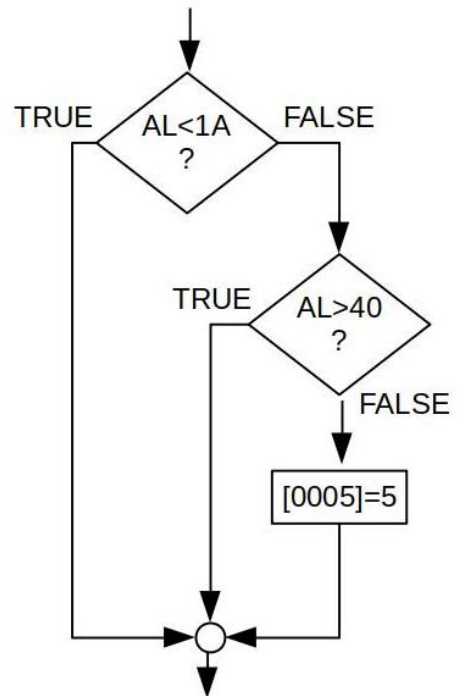 TRUE
AL<1A
?
FALSE
TRUE
AL>40
?
FALSE
[0005]=5